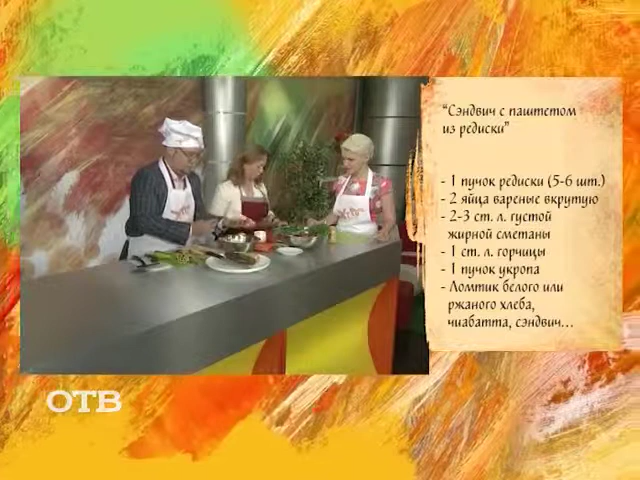 "Сэндвич с паштетом
из редиски"
- 1 пучок редиски (5-6 шт.)
- 2 яйца вареные вкрутую
- 2-3 ст. л. густой
жирной сметаны
- 1 ст. л. горчицы
- 1 пучок укропа
- Ломтик белого или
ржаного хлеба,
чиабатта, сэндвич...
ОТВ